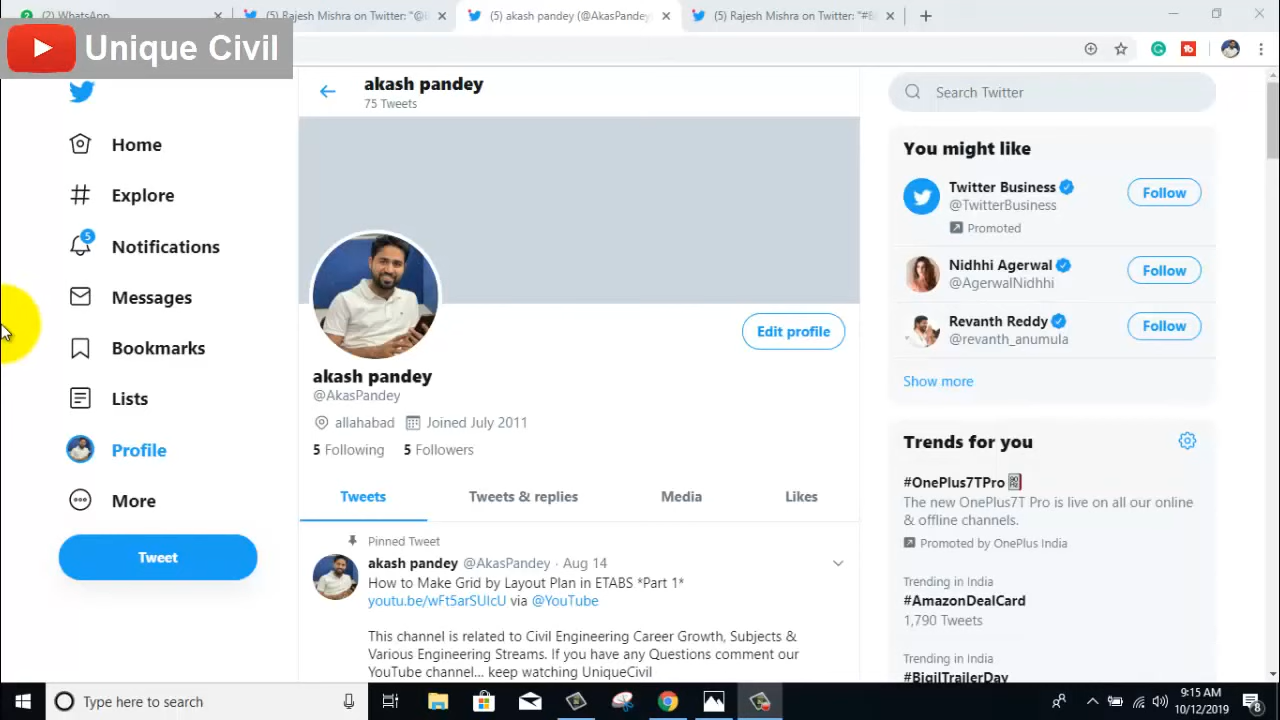 (2) WhatsApp
(5) Rajesh Mishra on Twitter: "@U
(5) akash pandey (@AkasPandey)
(5) Rajesh Mishra on Twitter: "#B
Unique Civil
akash pandey
75 Tweets
Search Twitter
Home
Explore
5
Notifications
Messages
Bookmarks
Lists
Profile
More
Tweet
Edit profile
akash pandey
@AkasPandey
allahabad Joined July 2011
5 Following 5 Followers
Tweets Tweets & replies Media Likes
Pinned Tweet
akash pandey @AkasPandey · Aug 14
How to Make Grid by Layout Plan in ETABS *Part 1*
youtu.be/wFt5arSUIcU via @YouTube
This channel is related to Civil Engineering Career Growth, Subjects &
Various Engineering Streams. If you have any Questions comment our
YouTube channel... keep watching UniqueCivil
You might like
Twitter Business
@TwitterBusiness
Follow
Promoted
Nidhhi Agerwal
@AgerwalNidhhi
Follow
Revanth Reddy
@revanth_anumula
Follow
Show more
Trends for you
#OnePlus7TPro
The new OnePlus7T Pro is live on all our online
& offline channels.
Promoted by OnePlus India
Trending in India
#AmazonDealCard
1,790 Tweets
Trending in India
#BigilTrailerDay
Type here to search
9:15 AM
10/12/2019
8